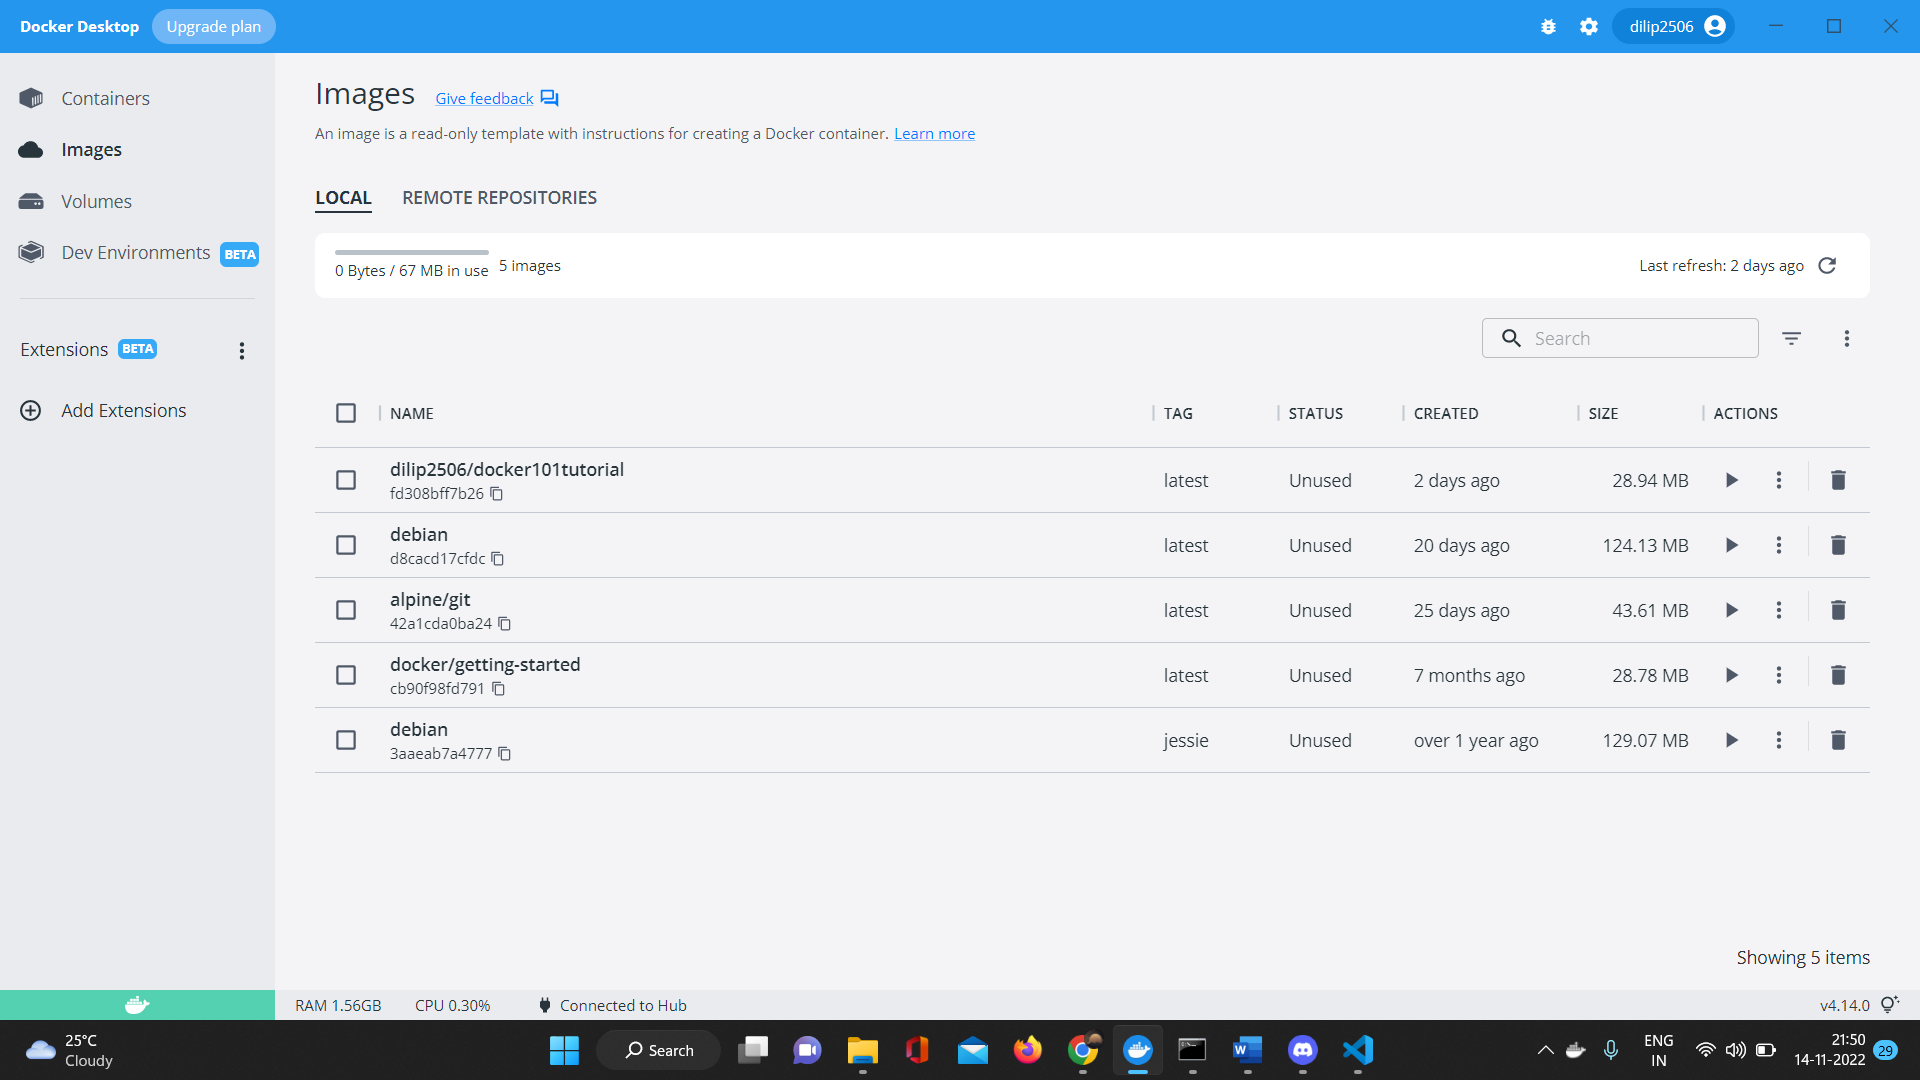 Docker Desktop Upgrade plan dilip2506
Containers
Images
Volumes
Dev Environments BETA
Extensions BETA
Add Extensions
Images Give feedback
An image is a read-only template with instructions for creating a Docker container. Learn more
LOCAL REMOTE REPOSITORIES
0 Bytes / 67 MB in use 5 images Last refresh: 2 days ago
Search
NAME TAG STATUS CREATED SIZE ACTIONS
dilip2506/docker101tutorial
fd308bff7b26
latest Unused 2 days ago 28.94 MB
debian
d8cacd17cfdc
latest Unused 20 days ago 124.13 MB
alpine/git
42a1cda0ba24
latest Unused 25 days ago 43.61 MB
docker/getting-started
cb90f98fd791
latest Unused 7 months ago 28.78 MB
debian
3aaeab7a4777
jessie Unused over 1 year ago 129.07 MB
Showing 5 items
RAM 1.56GB CPU 0.30% Connected to Hub v4.14.0
25°C
Cloudy
Search
ENG
IN
21:50
14-11-2022
29